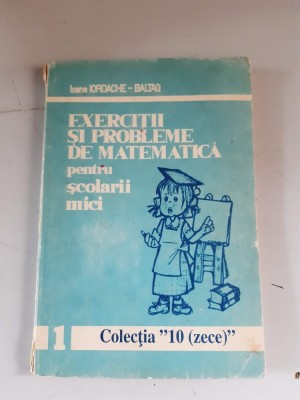 Ioana IORDACHE-BALTAG
EXERCIȚII
ȘI PROBLEME
DE MATEMATICĂ
pentru
școlarii
mici
1 Colecția "10 (zece)"